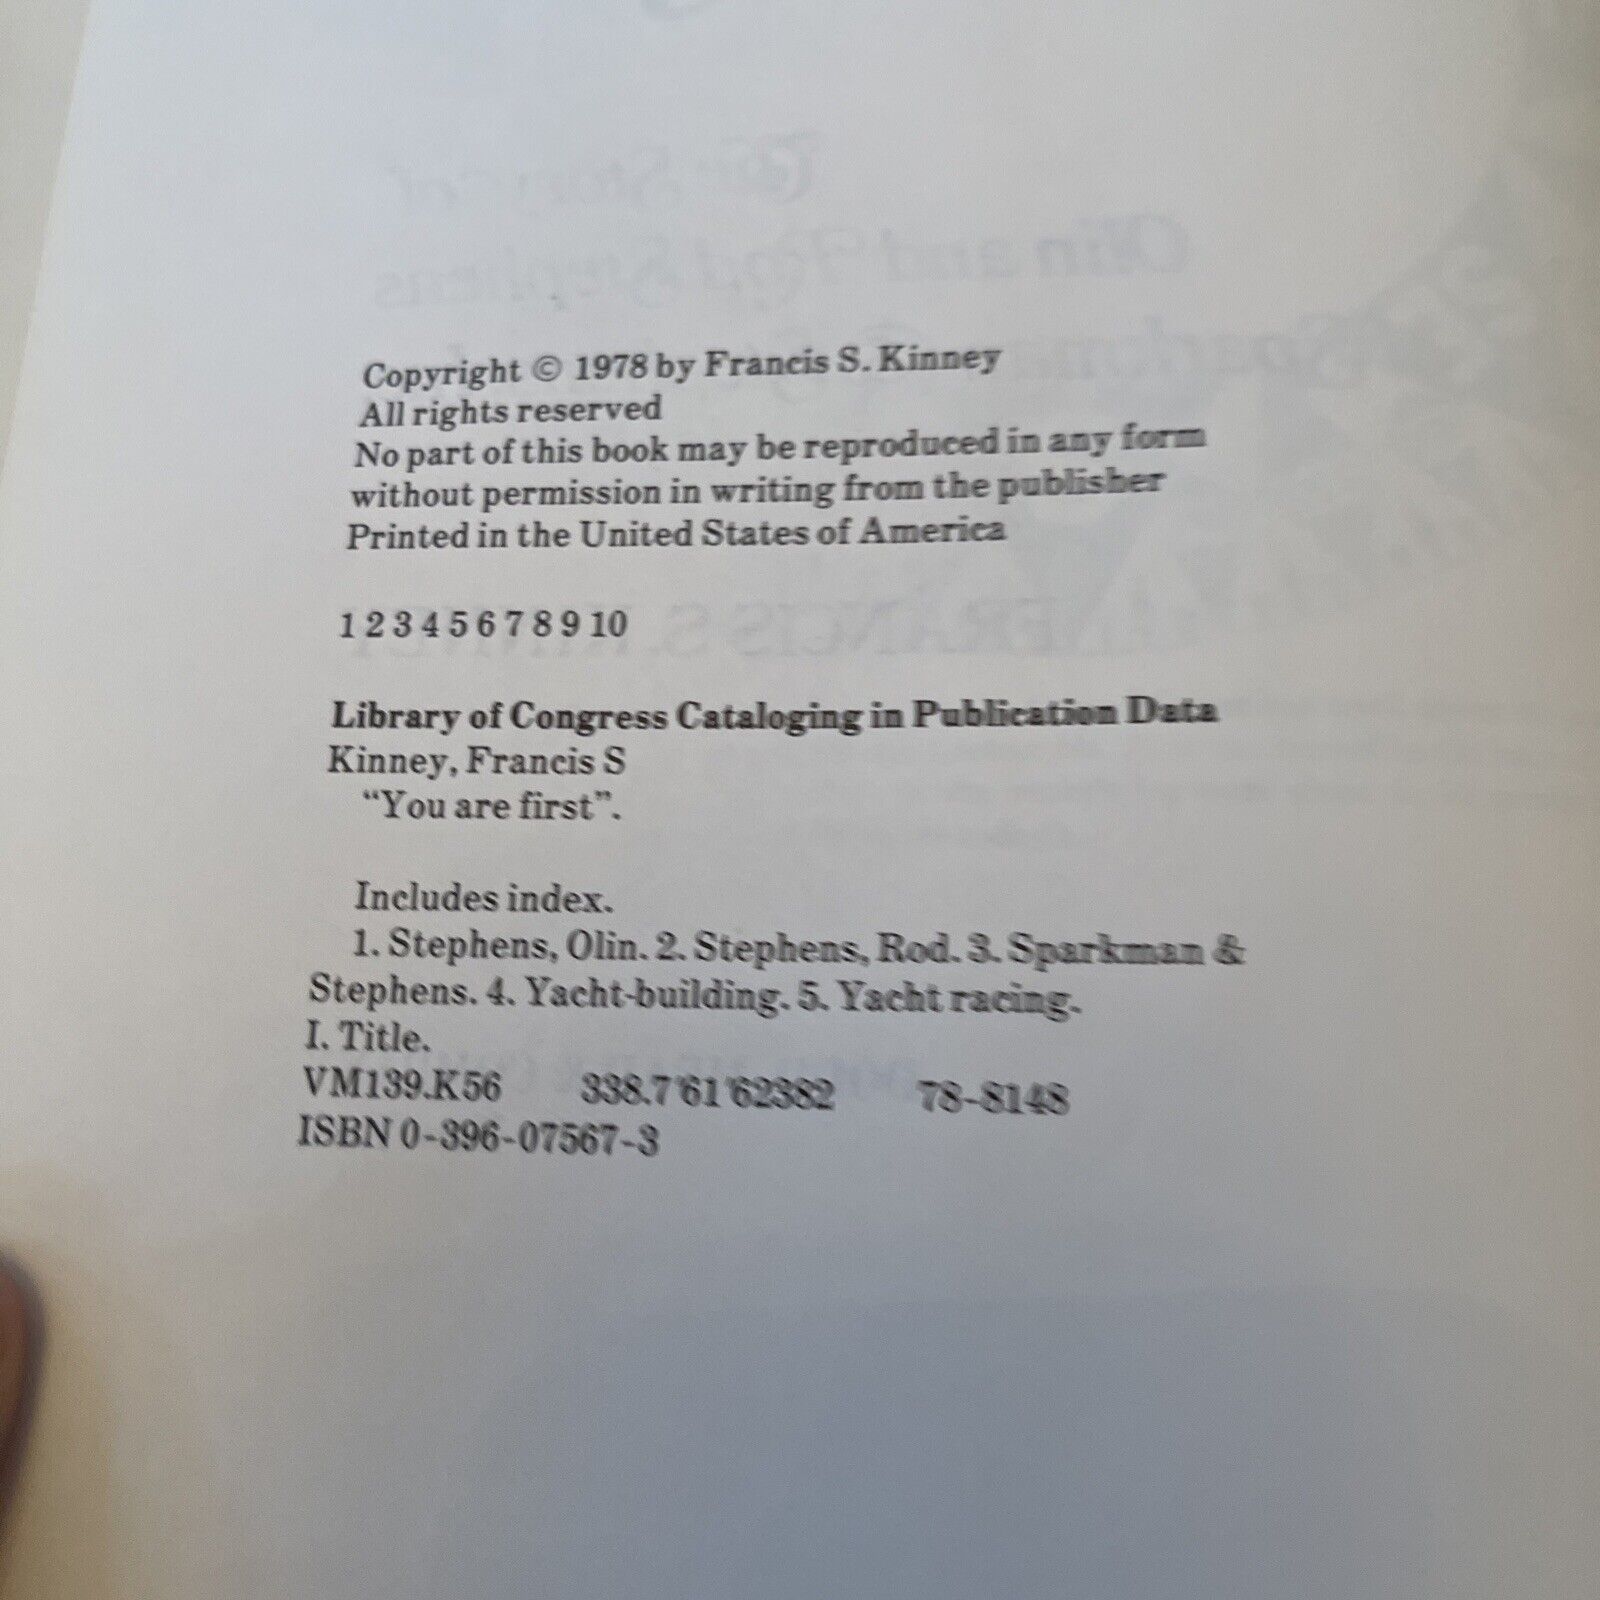 Copyright © 1978 by Francis S. Kinney
All rights reserved
No part of this book may be reproduced in any form
without permission in writing from the publisher
Printed in the United States of America
1 2 3 4 5 6 7 8 9 10
Library of Congress Cataloging in Publication Data
Kinney, Francis S
“You are first”.
Includes index.
1. Stephens, Olin. 2. Stephens, Rod. 3. Sparkman &
Stephens. 4. Yacht-building. 5. Yacht racing.
I. Title.
VM139.K56 338.7'61'62382 78-8148
ISBN 0-396-07567-3